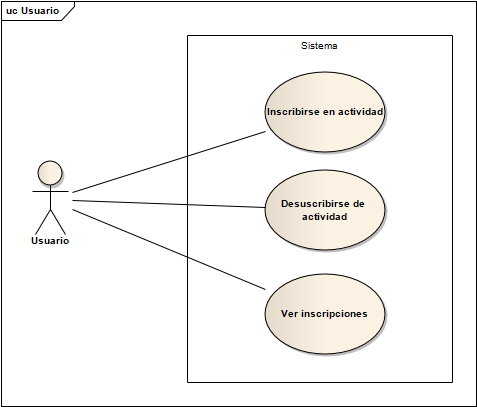 uc Usuario
Sistema
Inscribirse en actividad
Desuscribirse de
actividad
Usuario
Ver inscripciones